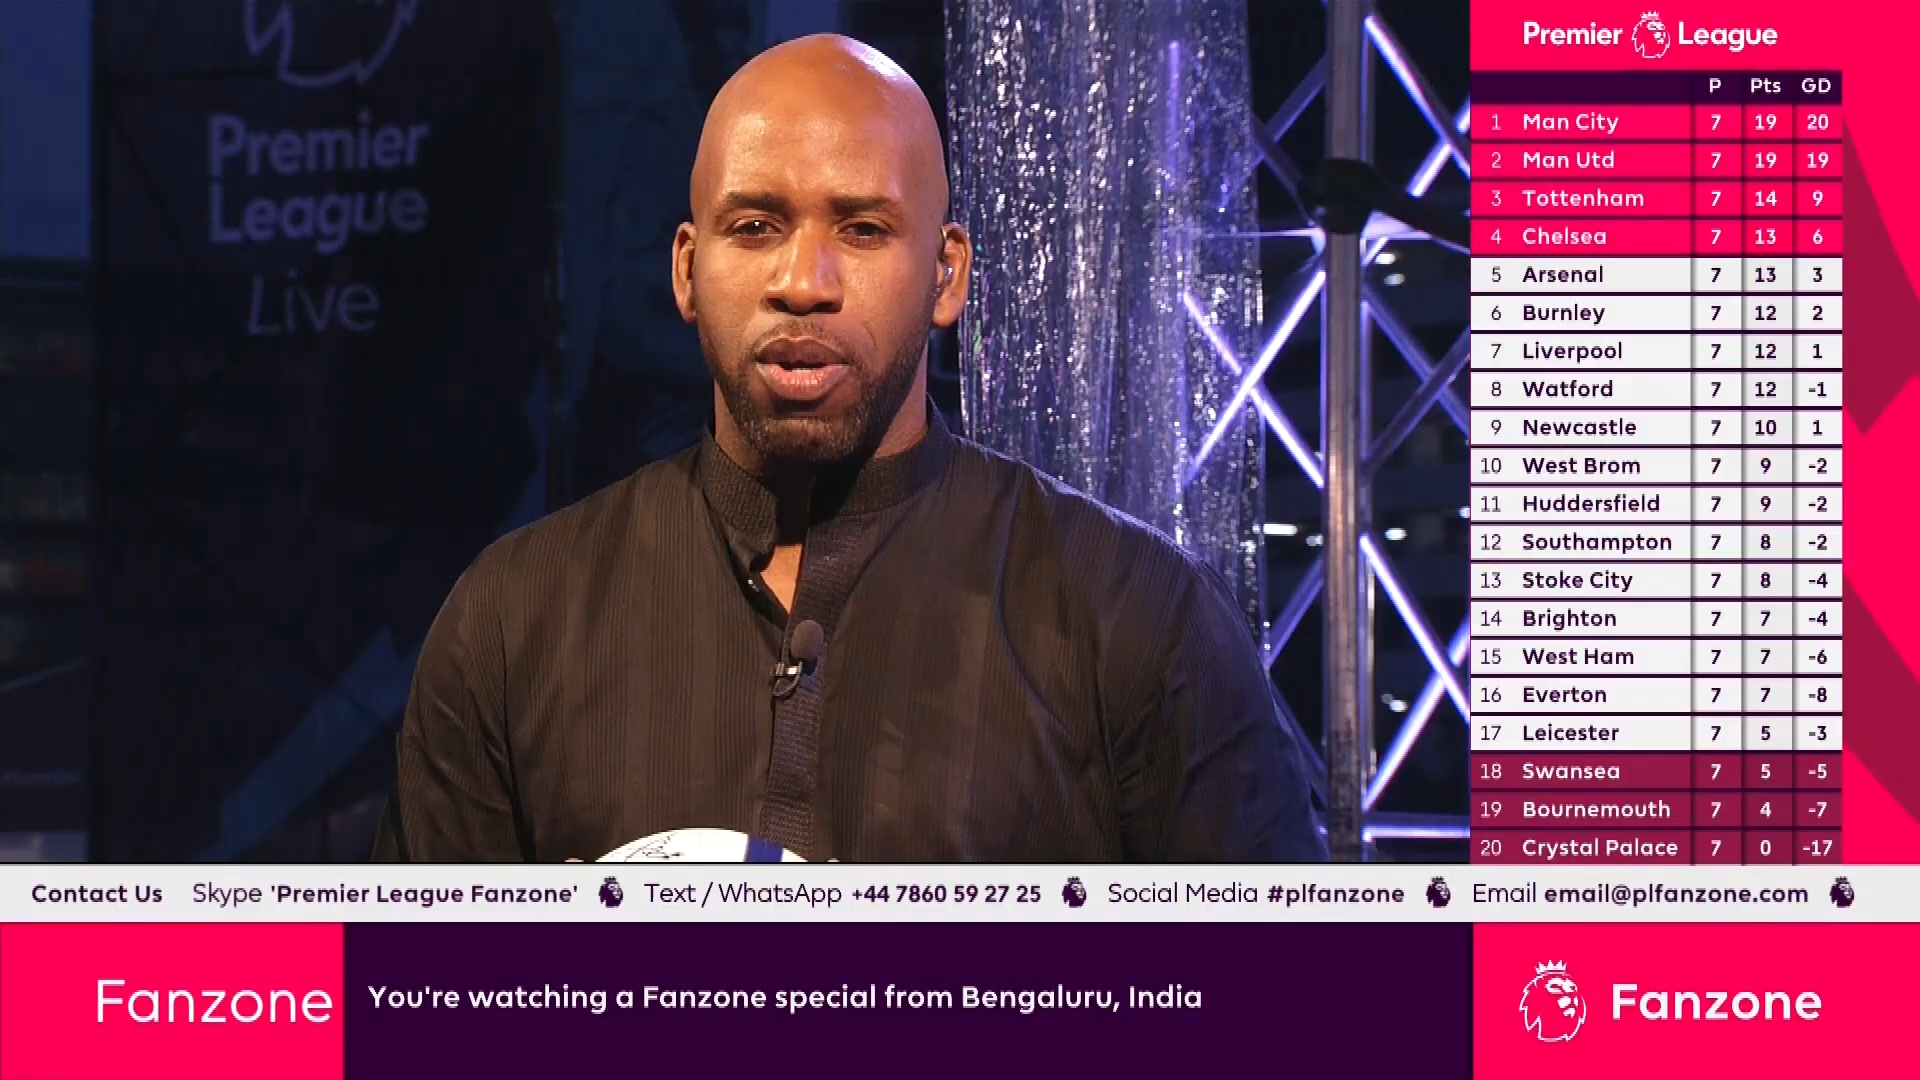 Premier
League
Live
Premier League
P Pts GD
1 Man City 7 19 20
2 Man Utd 7 19 19
3 Tottenham 7 14 9
4 Chelsea 7 13 6
5 Arsenal 7 13 3
6 Burnley 7 12 2
7 Liverpool 7 12 1
8 Watford 7 12 -1
9 Newcastle 7 10 1
10 West Brom 7 9 -2
11 Huddersfield 7 9 -2
12 Southampton 7 8 -2
13 Stoke City 7 8 -4
14 Brighton 7 7 -4
15 West Ham 7 7 -6
16 Everton 7 7 -8
17 Leicester 7 5 -3
18 Swansea 7 5 -5
19 Bournemouth 7 4 -7
20 Crystal Palace 7 0 -17
Contact Us Skype 'Premier League Fanzone' Text / WhatsApp +44 7860 59 27 25 Social Media #plfanzone Email email@plfanzone.com
Fanzone
You're watching a Fanzone special from Bengaluru, India
Fanzone